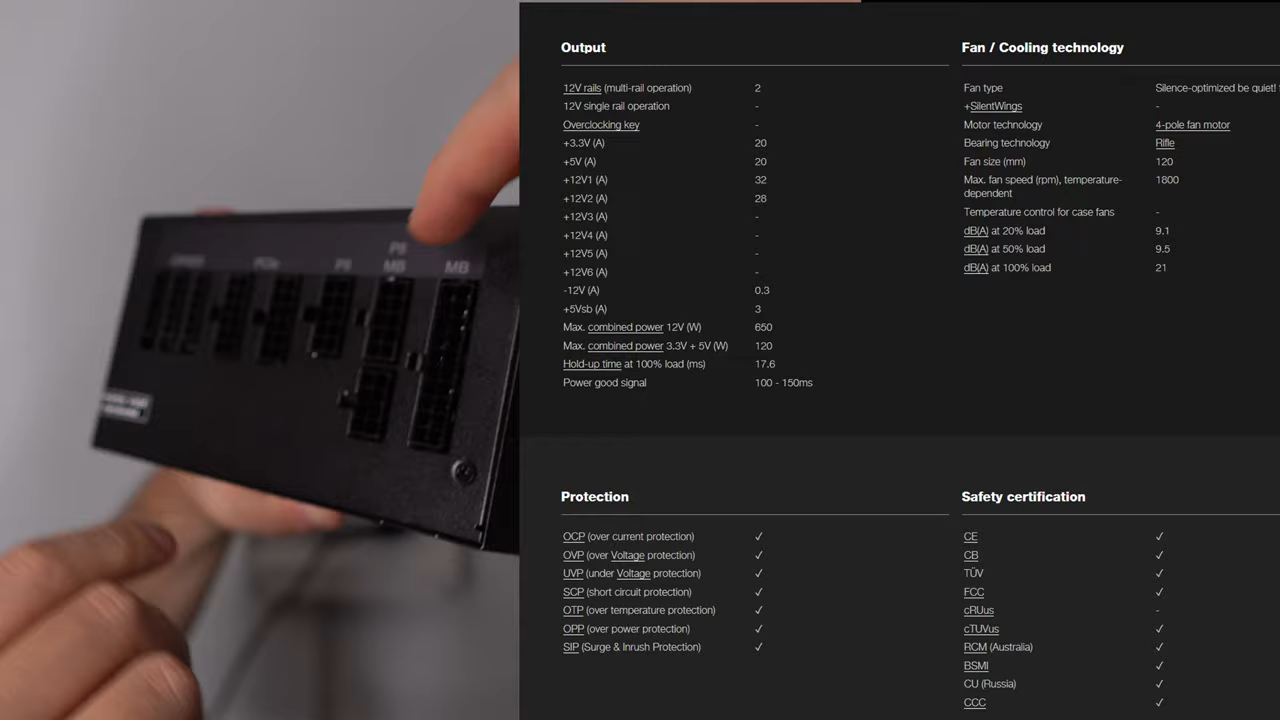 Output
12V rails (multi-rail operation) 2
12V single rail operation -
Overclocking key -
+3.3V (A) 20
+5V (A) 20
+12V1 (A) 32
+12V2 (A) 28
+12V3 (A) -
+12V4 (A) -
+12V5 (A) -
+12V6 (A) -
-12V (A) 0.3
+5Vsb (A) 3
Max. combined power 12V (W) 650
Max. combined power 3.3V + 5V (W) 120
Hold-up time at 100% load (ms) 17.6
Power good signal 100 - 150ms
Fan / Cooling technology
Fan type Silence-optimized be quiet!
+SilentWings -
Motor technology 4-pole fan motor
Bearing technology Rifle
Fan size (mm) 120
Max. fan speed (rpm), temperature- 1800
dependent
Temperature control for case fans -
dB(A) at 20% load 9.1
dB(A) at 50% load 9.5
dB(A) at 100% load 21
Protection
OCP (over current protection) ✓
OVP (over Voltage protection) ✓
UVP (under Voltage protection) ✓
SCP (short circuit protection) ✓
OTP (over temperature protection) ✓
OPP (over power protection) ✓
SIP (Surge & Inrush Protection) ✓
Safety certification
CE ✓
CB ✓
TÜV ✓
FCC ✓
cRUus -
cTUVus ✓
RCM (Australia) ✓
BSMI ✓
CU (Russia) ✓
CCC ✓
P8
PCIe P8 MB MB